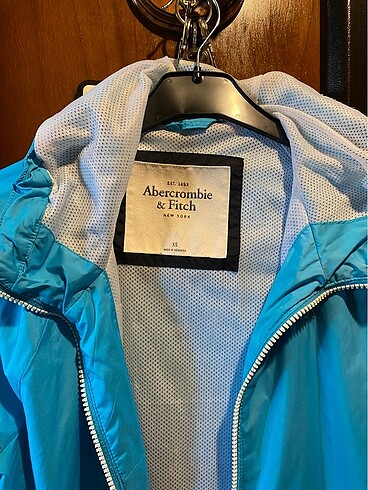 EST. 1892
Abercrombie
& Fitch
NEW YORK
XS